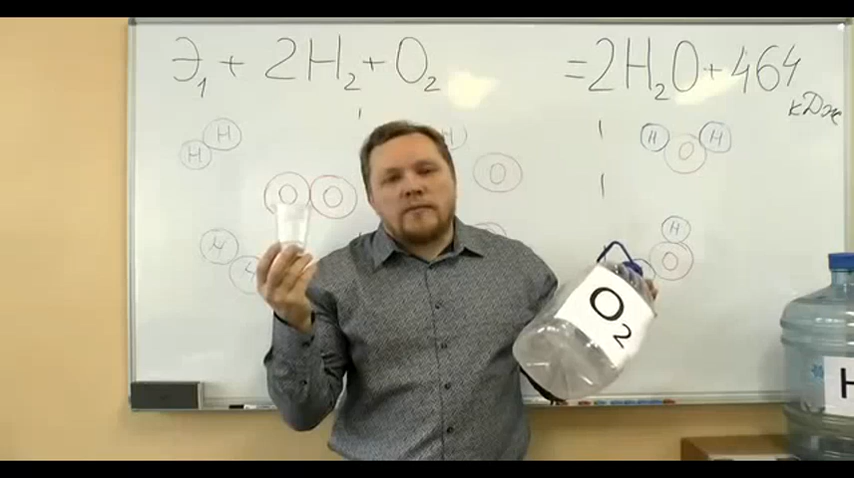 Э₁ + 2H₂ + O₂ = 2H₂O + 464
кДж
H H H O H O H
O O O
H H H O
O₂
H